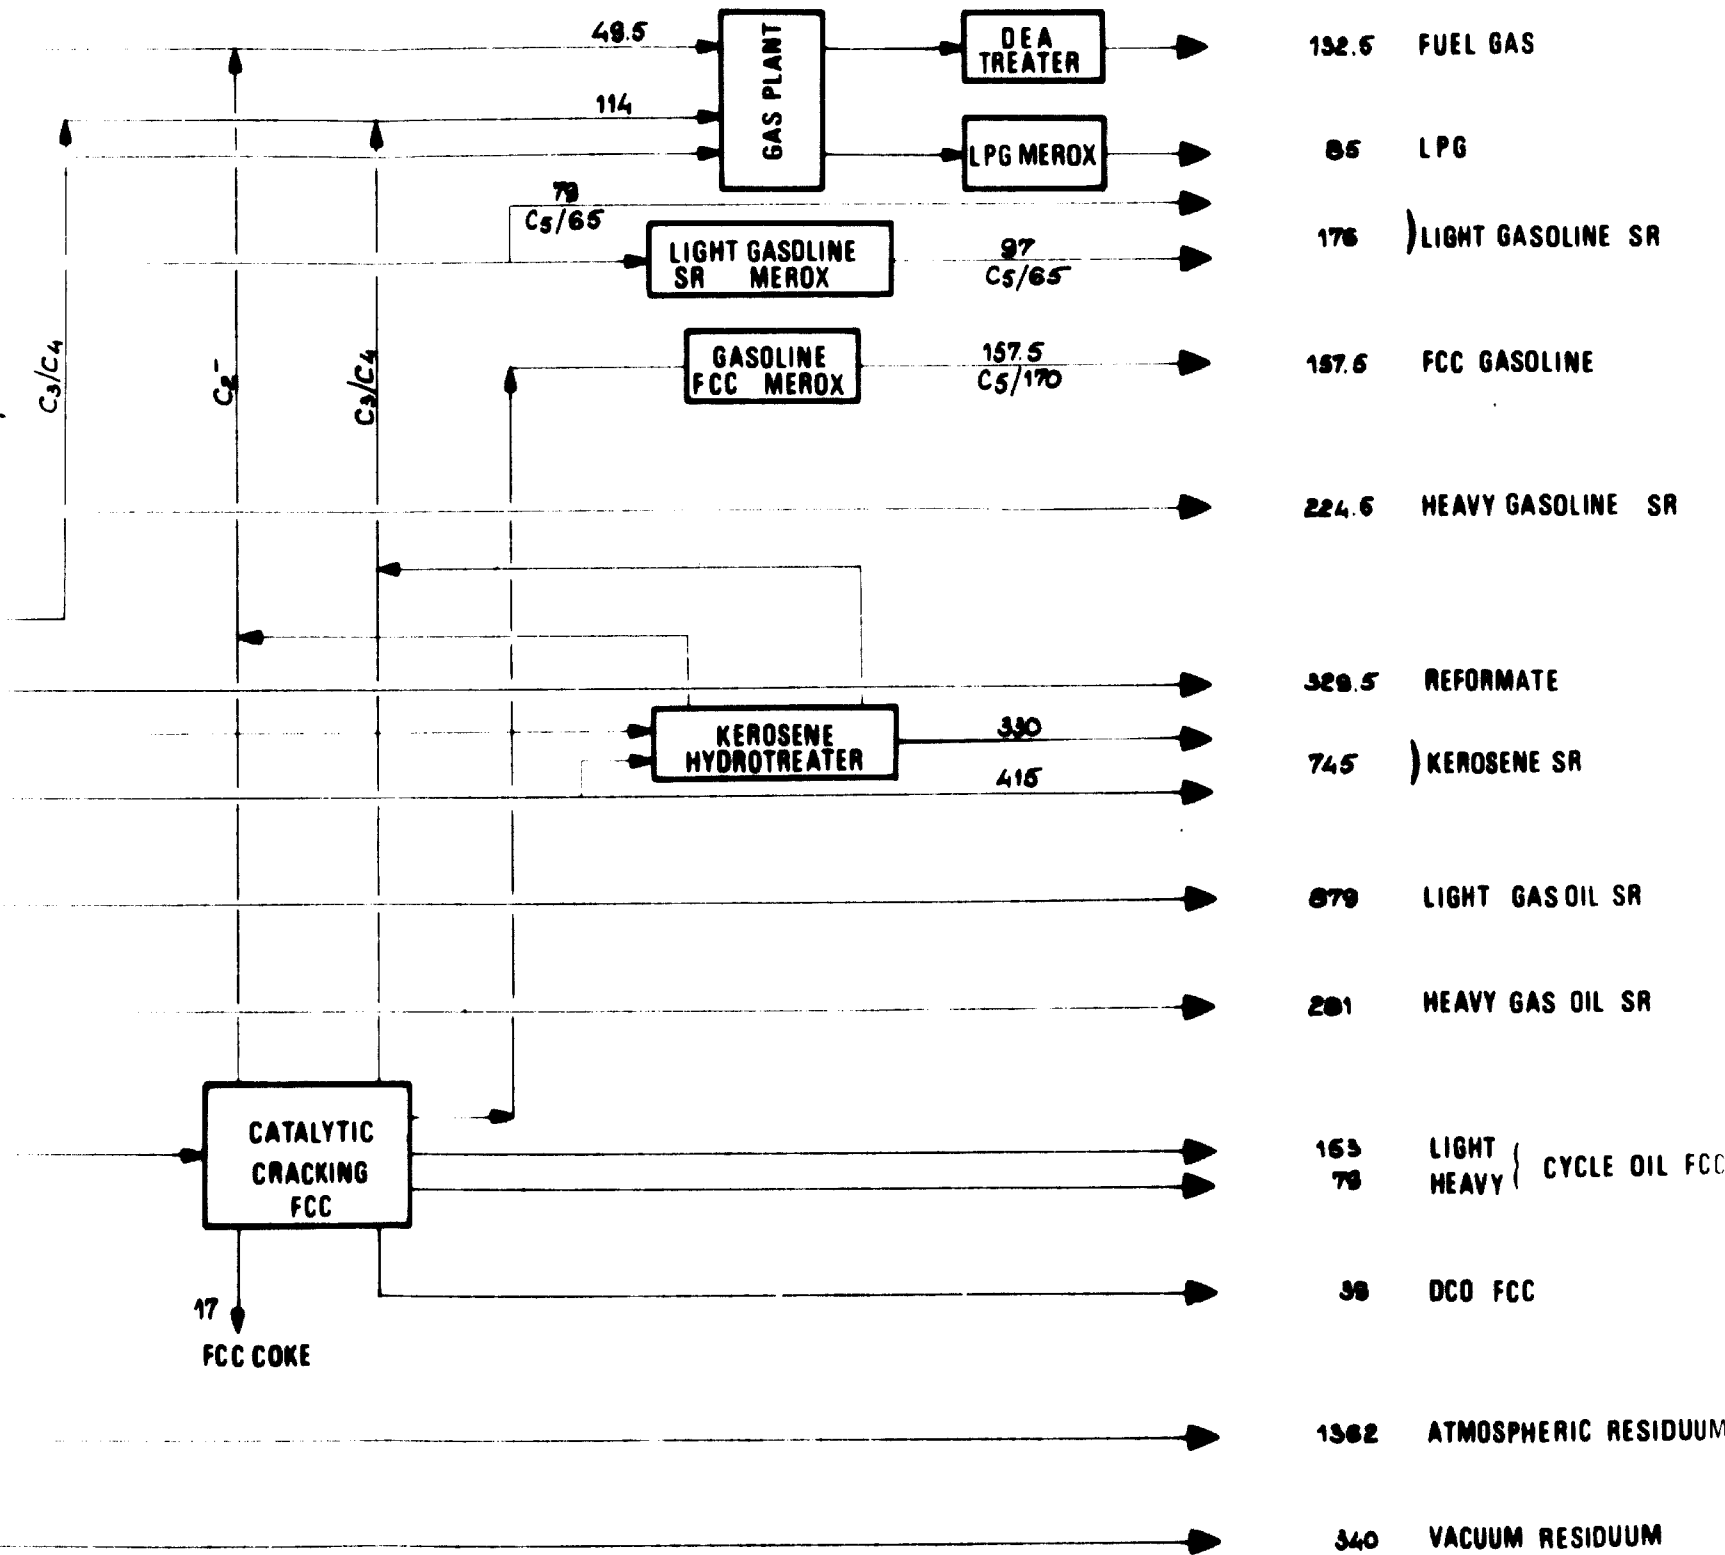 49.5
GAS PLANT
DEA
TREATER
132.5 FUEL GAS
114
LPG MEROX
85 LPG
79
C5/65
LIGHT GASOLINE
SR MEROX
97
C5/65
176 ) LIGHT GASOLINE SR
C3/C4
C2-
C3/C4
GASOLINE
FCC MEROX
157.5
C5/170
157.5 FCC GASOLINE
224.5 HEAVY GASOLINE SR
329.5 REFORMATE
KEROSENE
HYDROTREATER
330
415
745 ) KEROSENE SR
879 LIGHT GAS OIL SR
HEAVY GAS OIL SR
CATALYTIC
CRACKING
FCC
163 LIGHT
HEAVY
{ CYCLE OIL FCC
17
FCC COKE
DCO FCC
1362 ATMOSPHERIC RESIDUUM
340 VACUUM RESIDUUM